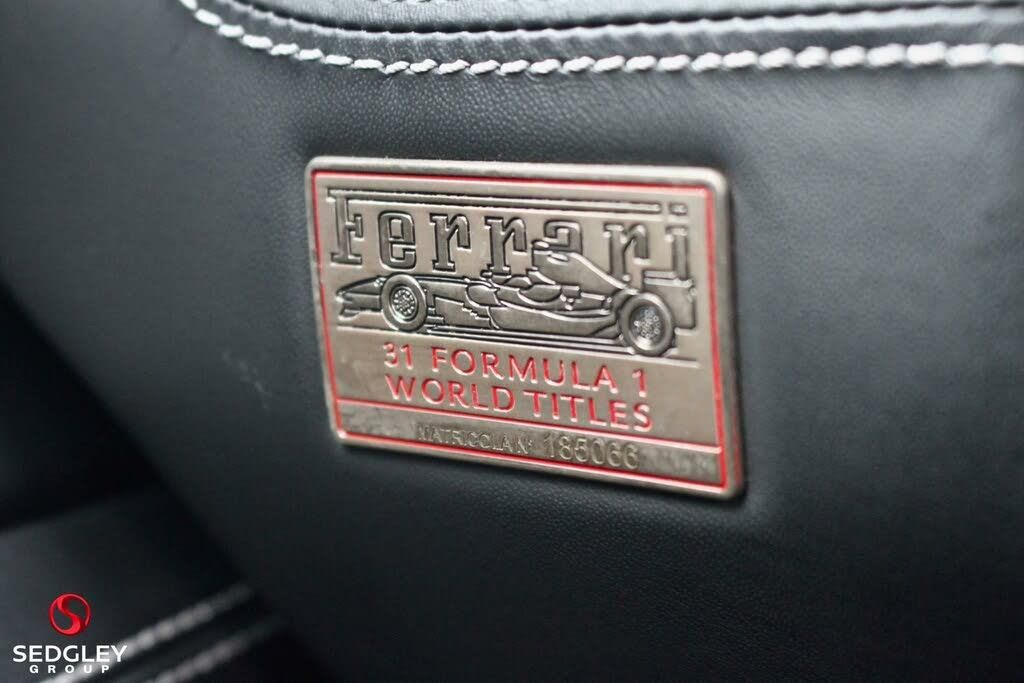 Ferrari
31 FORMULA 1
WORLD TITLES
MATRICOLA N° 185066
SEDGLEY
GROUP